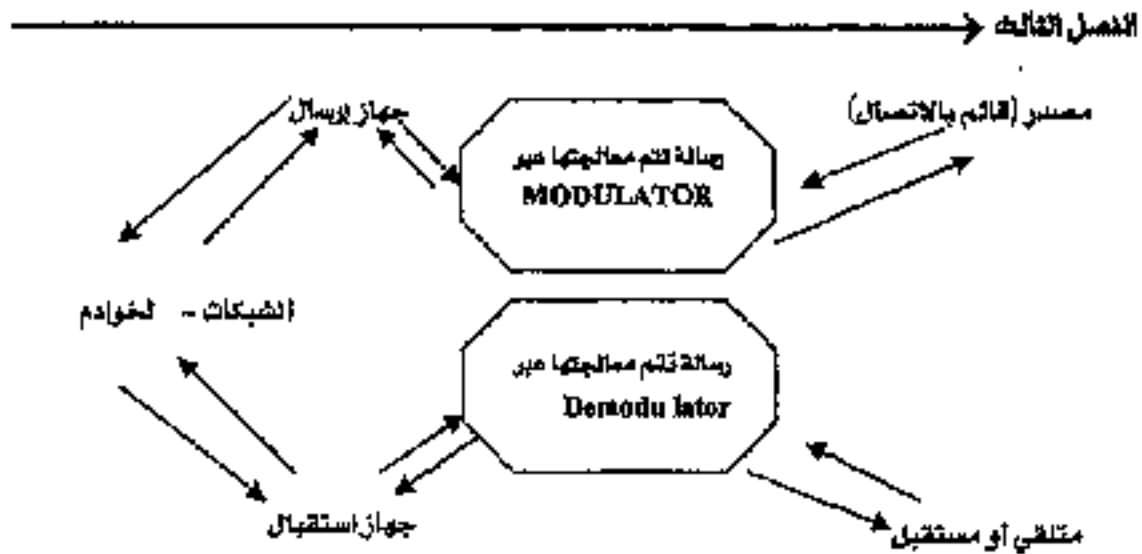 الفصل الثالث
مصدر (قائم بالاتصال)
رسالة تتم معالجتها عبر
MODULATOR
جهاز إرسال
الشبكات - الخوادم
رسالة تتم معالجتها عبر
Demodu lator
جهاز استقبال
متلقي أو مستقبل